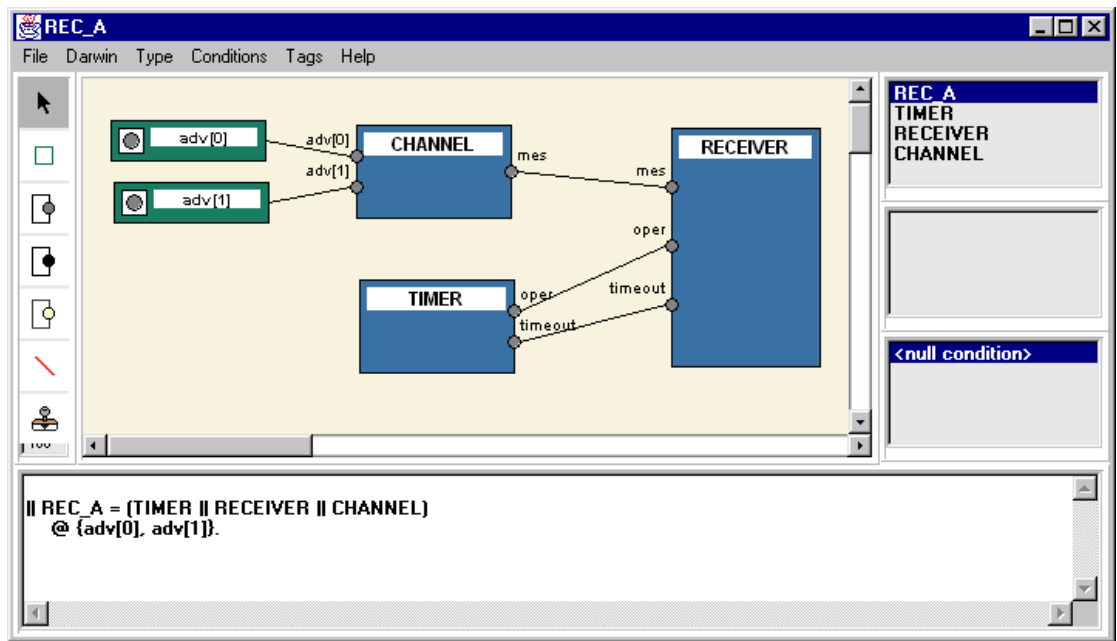 REC_A
File Darwin Type Conditions Tags Help
adv[0]
adv[1]
adv[0]
adv[1]
CHANNEL
mes
mes
RECEIVER
oper
timeout
TIMER
oper
timeout
REC_A
TIMER
RECEIVER
CHANNEL
<null condition>
|| REC_A = (TIMER || RECEIVER || CHANNEL)
@ {adv[0], adv[1]}.